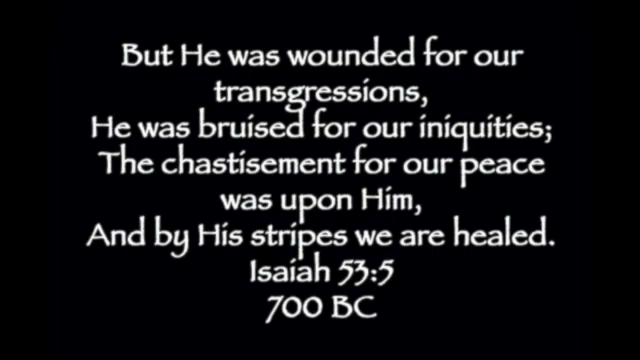 But He was wounded for our
transgressions,
He was bruised for our iniquities;
The chastisement for our peace
was upon Him,
And by His stripes we are healed.
Isaiah 53:5
700 BC